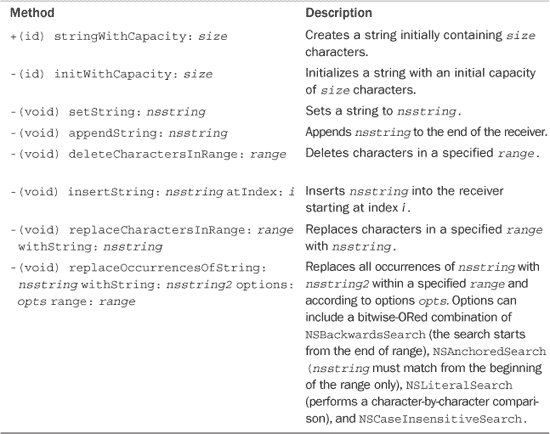 Method Description
+(id) stringWithCapacity: size Creates a string initially containing size
characters.
-(id) initWithCapacity: size Initializes a string with an initial capacity
of size characters.
-(void) setString: nsstring Sets a string to nsstring.
-(void) appendString: nsstring Appends nsstring to the end of the receiver.
-(void) deleteCharactersInRange: range Deletes characters in a specified range.
-(void) insertString: nsstring atIndex: i Inserts nsstring into the receiver
starting at index i.
-(void) replaceCharactersInRange: range Replaces characters in a specified range
withString: nsstring with nsstring.
-(void) replaceOccurrencesOfString: Replaces all occurrences of nsstring with
nsstring withString: nsstring2 options: nsstring2 within a specified range and
opts range: range according to options opts. Options can
include a bitwise-ORed combination of
NSBackwardsSearch (the search starts
from the end of range), NSAnchoredSearch
(nsstring must match from the beginning
of the range only), NSLiteralSearch
(performs a character-by-character compari-
son), and NSCaseInsensitiveSearch.